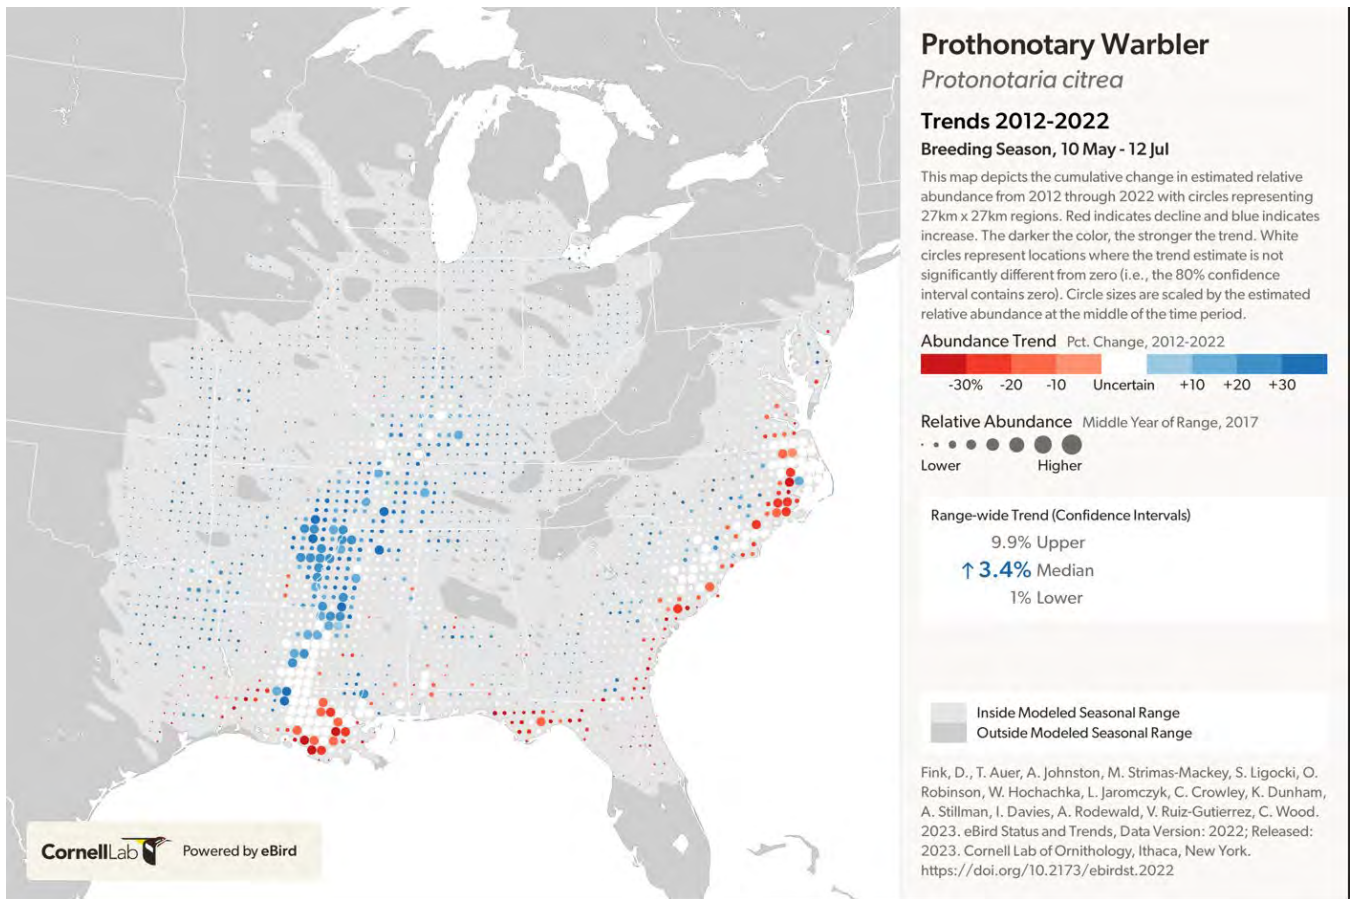 Prothonotary Warbler
Protonotaria citrea
Trends 2012-2022
Breeding Season, 10 May - 12 Jul
This map depicts the cumulative change in estimated relative
abundance from 2012 through 2022 with circles representing
27km x 27km regions. Red indicates decline and blue indicates
increase. The darker the color, the stronger the trend. White
circles represent locations where the trend estimate is not
significantly different from zero (i.e., the 80% confidence
interval contains zero). Circle sizes are scaled by the estimated
relative abundance at the middle of the time period.
Abundance Trend Pct. Change, 2012-2022
-30% -20 -10 Uncertain +10 +20 +30
Relative Abundance Middle Year of Range, 2017
Lower Higher
Range-wide Trend (Confidence Intervals)
9.9% Upper
↑ 3.4% Median
1% Lower
Inside Modeled Seasonal Range
Outside Modeled Seasonal Range
Fink, D., T. Auer, A. Johnston, M. Strimas-Mackey, S. Ligocki, O.
Robinson, W. Hochachka, L. Jaromczyk, C. Crowley, K. Dunham,
A. Stillman, I. Davies, A. Rodewald, V. Ruiz-Gutierrez, C. Wood.
2023. eBird Status and Trends, Data Version: 2022; Released:
2023. Cornell Lab of Ornithology, Ithaca, New York.
https://doi.org/10.2173/ebirdst.2022
CornellLab Powered by eBird